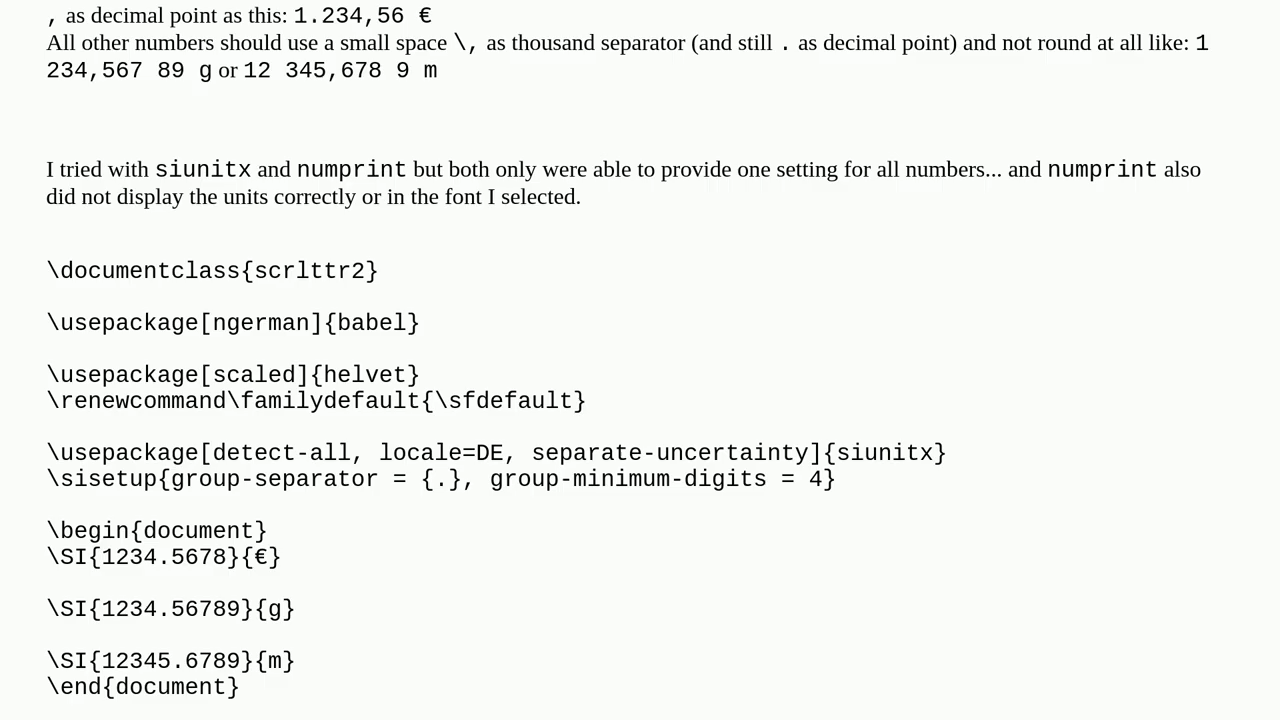 , as decimal point as this: 1.234,56 €
All other numbers should use a small space \, as thousand separator (and still . as decimal point) and not round at all like: 1
234,567 89 g or 12 345,678 9 m
I tried with siunitx and numprint but both only were able to provide one setting for all numbers... and numprint also
did not display the units correctly or in the font I selected.
\documentclass{scrlttr2}
\usepackage[ngerman]{babel}
\usepackage[scaled]{helvet}
\renewcommand\familydefault{\sfdefault}
\usepackage[detect-all, locale=DE, separate-uncertainty]{siunitx}
\sisetup{group-separator = {.}, group-minimum-digits = 4}
\begin{document}
\SI{1234.5678}{€}
\SI{1234.56789}{g}
\SI{12345.6789}{m}
\end{document}